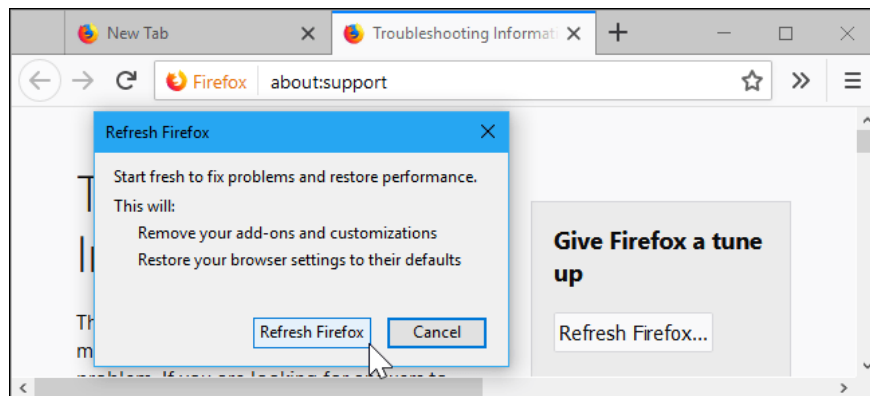 New Tab
Troubleshooting Informati
Firefox
about:support
Refresh Firefox
Start fresh to fix problems and restore performance.
This will:
Remove your add-ons and customizations
Restore your browser settings to their defaults
Refresh Firefox
Cancel
Give Firefox a tune
up
Refresh Firefox...